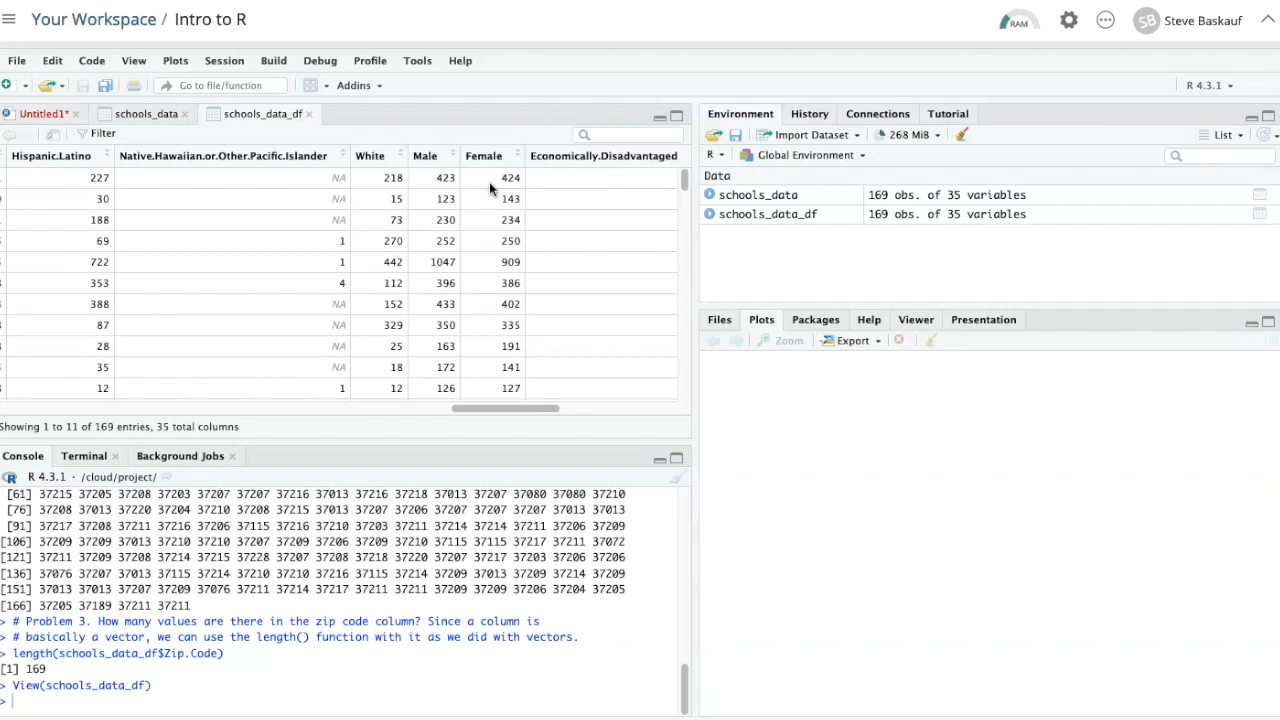 Your Workspace / Intro to R
RAM
SB Steve Baskauf
File Edit Code View Plots Session Build Debug Profile Tools Help
Go to file/function Addins R 4.3.1
Untitled1* schools_data schools_data_df
Filter
Hispanic.Latino Native.Hawaiian.or.Other.Pacific.Islander White Male Female Economically.Disadvantaged
227 NA 218 423 424
30 NA 15 123 143
188 NA 73 230 234
69 1 270 252 250
722 1 442 1047 909
353 4 112 396 386
388 NA 152 433 402
87 NA 329 350 335
28 NA 25 163 191
35 NA 18 172 141
12 1 12 126 127
Showing 1 to 11 of 169 entries, 35 total columns
Console Terminal Background Jobs
R 4.3.1 · /cloud/project/
[61] 37215 37205 37208 37203 37207 37207 37216 37013 37216 37218 37013 37207 37080 37080 37210
[76] 37208 37013 37220 37204 37210 37208 37215 37013 37207 37206 37207 37207 37207 37013 37013
[91] 37217 37208 37211 37216 37206 37115 37216 37210 37203 37211 37214 37214 37211 37206 37209
[106] 37209 37209 37013 37210 37210 37207 37209 37206 37209 37210 37115 37115 37217 37211 37072
[121] 37211 37209 37208 37214 37215 37228 37207 37208 37218 37220 37207 37217 37203 37206 37206
[136] 37076 37207 37013 37115 37214 37210 37210 37216 37115 37214 37209 37013 37209 37214 37209
[151] 37013 37013 37207 37209 37076 37211 37214 37217 37211 37211 37209 37209 37206 37204 37205
[166] 37205 37189 37211 37211
> # Problem 3. How many values are there in the zip code column? Since a column is
> # basically a vector, we can use the length() function with it as we did with vectors.
> length(schools_data_df$Zip.Code)
[1] 169
> View(schools_data_df)
>
Environment History Connections Tutorial
Import Dataset 268 MiB List
R Global Environment
Data
schools_data 169 obs. of 35 variables
schools_data_df 169 obs. of 35 variables
Files Plots Packages Help Viewer Presentation
Zoom Export